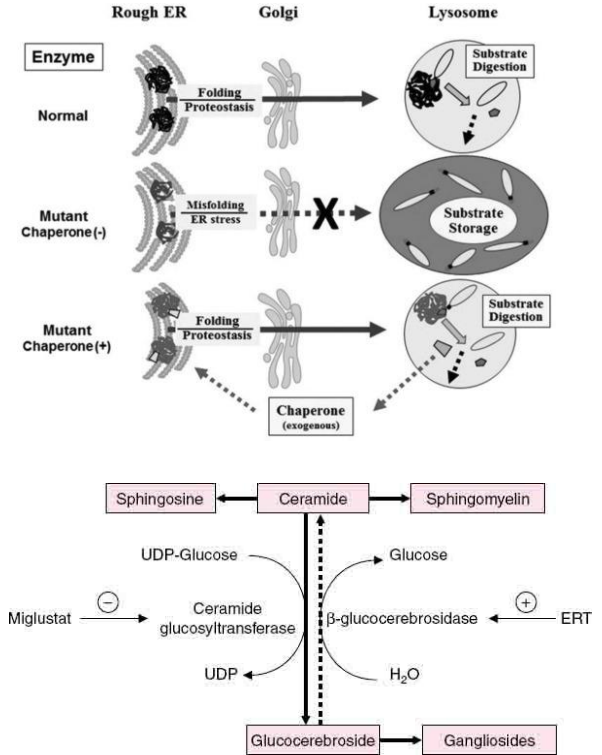 Rough ER Golgi Lysosome
Enzyme
Normal
Folding
Proteostasis
Substrate
Digestion
Mutant
Chaperone (-)
Misfolding
ER stress
X
Substrate
Storage
Mutant
Chaperone (+)
Folding
Proteostasis
Substrate
Digestion
Chaperone
(exogenous)
Sphingosine Ceramide Sphingomyelin
UDP-Glucose Glucose
Miglustat − Ceramide
glucosyltransferase β-glucocerebrosidase + ERT
UDP H₂O
Glucocerebroside Gangliosides